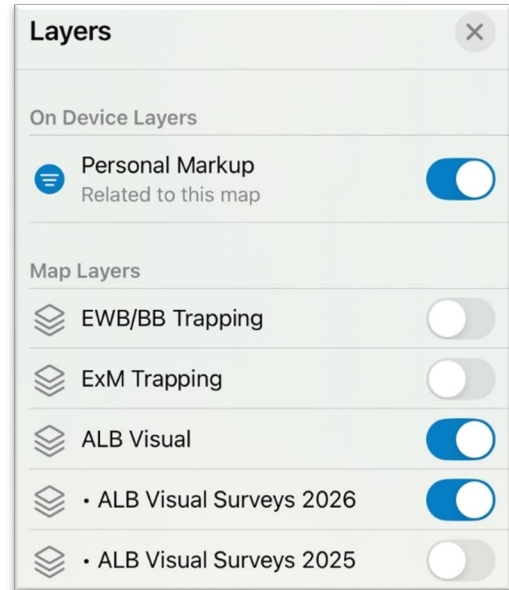 Layers
On Device Layers
Personal Markup
Related to this map
Map Layers
EWB/BB Trapping
ExM Trapping
ALB Visual
• ALB Visual Surveys 2026
• ALB Visual Surveys 2025